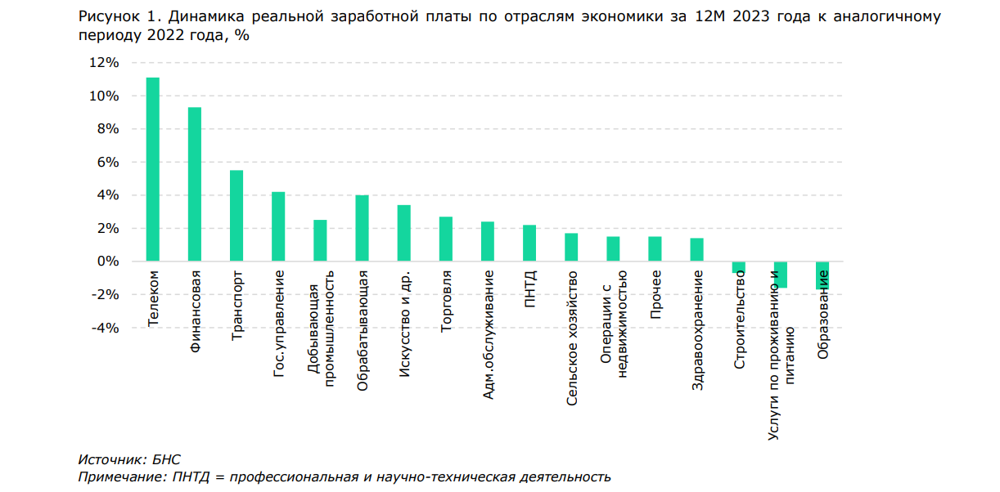 Рисунок 1. Динамика реальной заработной платы по отраслям экономики за 12М 2023 года к аналогичному
периоду 2022 года, %
12%
10%
8%
6%
4%
2%
0%
-2%
-4%
Телеком
Финансовая
Транспорт
Гос.управление
Добывающая
промышленность
Обрабатывающая
Искусство и др.
Торговля
Адм.обслуживание
ПНТД
Сельское хозяйство
Операции с
недвижимостью
Прочее
Здравоохранение
Строительство
Услуги по проживанию и
питанию
Образование
Источник: БНС
Примечание: ПНТД = профессиональная и научно-техническая деятельность